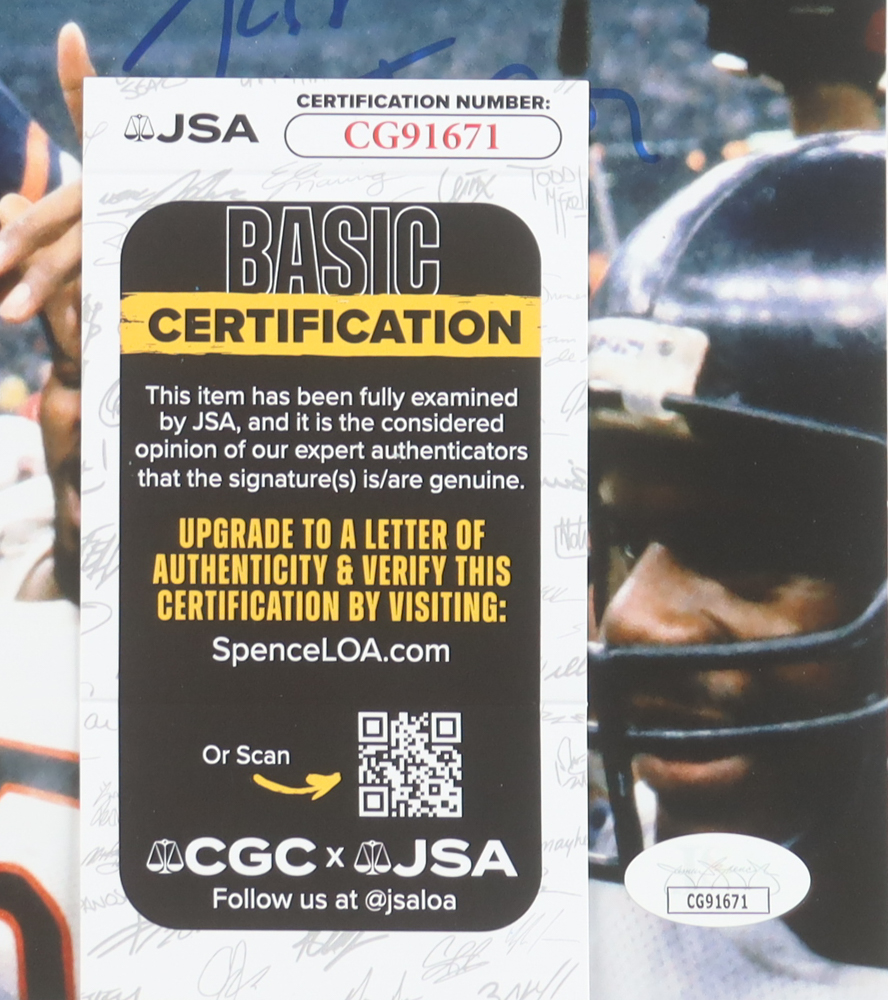 CERTIFICATION NUMBER:
JSA
CG91671
BASIC
CERTIFICATION
This item has been fully examined
by JSA, and it is the considered
opinion of our expert authenticators
that the signature(s) is/are genuine.
UPGRADE TO A LETTER OF
AUTHENTICITY & VERIFY THIS
CERTIFICATION BY VISITING:
SpenceLOA.com
Or Scan
CGC x JSA
Follow us at @jsaloa
CG91671